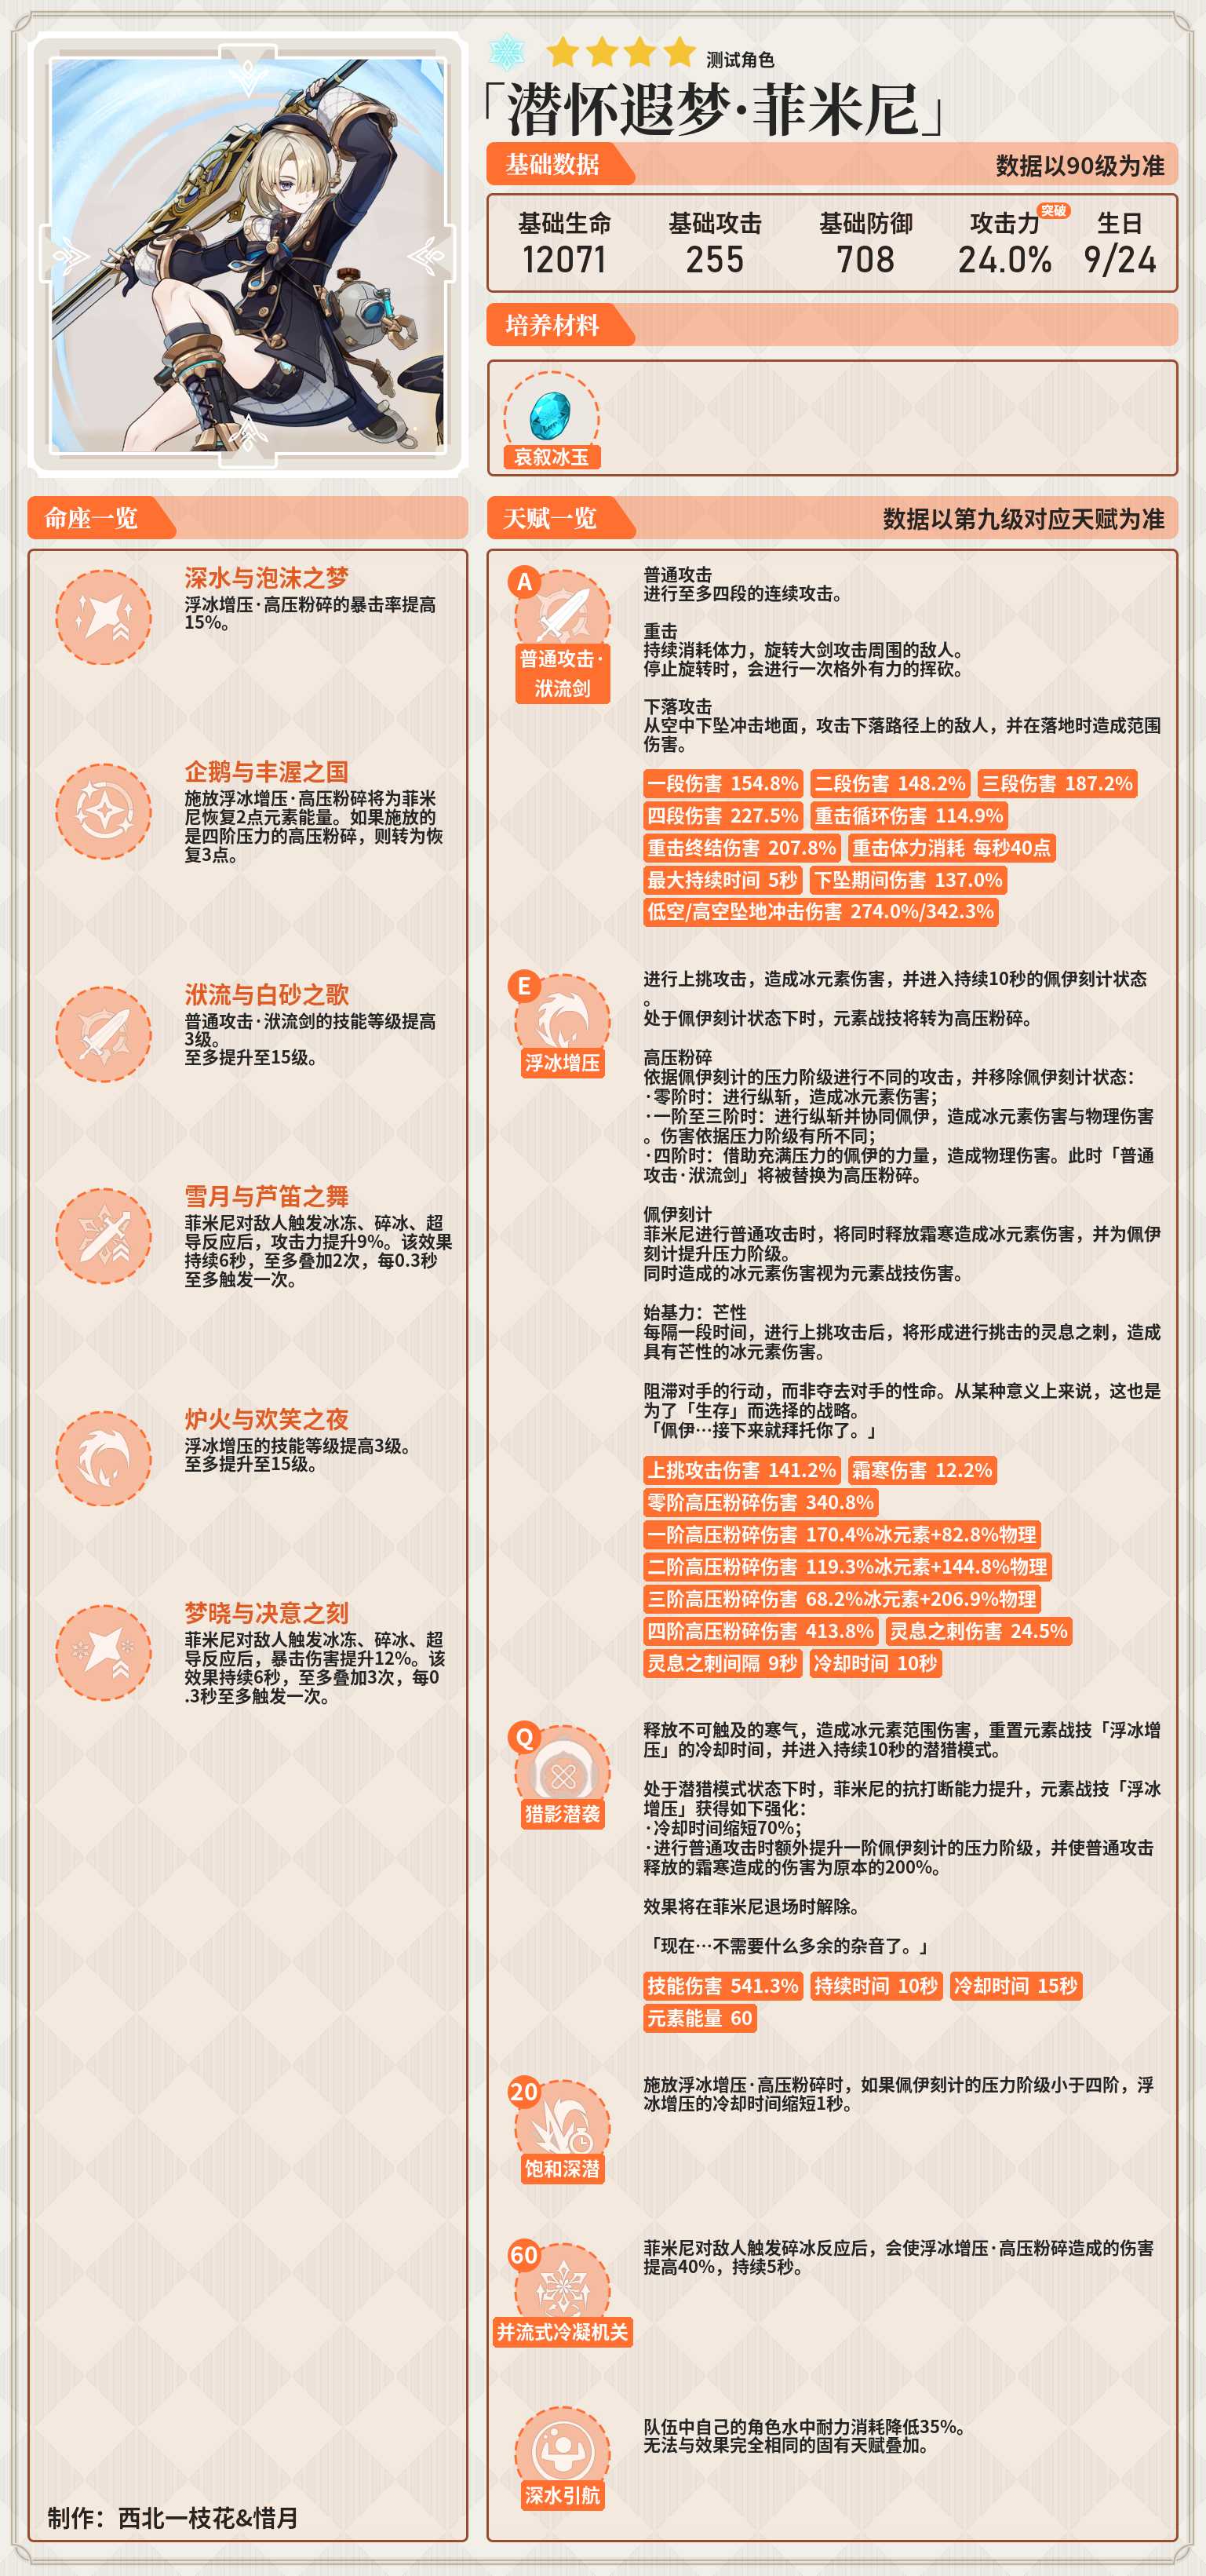 测试角色
「潜怀遐梦·菲米尼」
基础数据
数据以90级为准
基础生命 基础攻击 基础防御 攻击力 突破 生日
12071 255 708 24.0% 9/24
培养材料
哀叙冰玉
命座一览
深水与泡沫之梦
浮冰增压·高压粉碎的暴击率提高
15%。
企鹅与丰渥之国
施放浮冰增压·高压粉碎将为菲米
尼恢复2点元素能量。如果施放的
是四阶压力的高压粉碎，则转为恢
复3点。
洑流与白砂之歌
普通攻击·洑流剑的技能等级提高
3级。
至多提升至15级。
雪月与芦笛之舞
菲米尼对敌人触发冰冻、碎冰、超
导反应后，攻击力提升9%。该效果
持续6秒，至多叠加2次，每0.3秒
至多触发一次。
炉火与欢笑之夜
浮冰增压的技能等级提高3级。
至多提升至15级。
梦晓与决意之刻
菲米尼对敌人触发冰冻、碎冰、超
导反应后，暴击伤害提升12%。该
效果持续6秒，至多叠加3次，每0
.3秒至多触发一次。
制作：西北一枝花&惜月
天赋一览
数据以第九级对应天赋为准
A
普通攻击·
洑流剑
普通攻击
进行至多四段的连续攻击。
重击
持续消耗体力，旋转大剑攻击周围的敌人。
停止旋转时，会进行一次格外有力的挥砍。
下落攻击
从空中下坠冲击地面，攻击下落路径上的敌人，并在落地时造成范围
伤害。
一段伤害 154.8% 二段伤害 148.2% 三段伤害 187.2%
四段伤害 227.5% 重击循环伤害 114.9%
重击终结伤害 207.8% 重击体力消耗 每秒40点
最大持续时间 5秒 下坠期间伤害 137.0%
低空/高空坠地冲击伤害 274.0%/342.3%
E
浮冰增压
进行上挑攻击，造成冰元素伤害，并进入持续10秒的佩伊刻计状态
。
处于佩伊刻计状态下时，元素战技将转为高压粉碎。
高压粉碎
依据佩伊刻计的压力阶级进行不同的攻击，并移除佩伊刻计状态：
·零阶时：进行纵斩，造成冰元素伤害；
·一阶至三阶时：进行纵斩并协同佩伊，造成冰元素伤害与物理伤害
。伤害依据压力阶级有所不同；
·四阶时：借助充满压力的佩伊的力量，造成物理伤害。此时「普通
攻击·洑流剑」将被替换为高压粉碎。
佩伊刻计
菲米尼进行普通攻击时，将同时释放霜寒造成冰元素伤害，并为佩伊
刻计提升压力阶级。
同时造成的冰元素伤害视为元素战技伤害。
始基力：芒性
每隔一段时间，进行上挑攻击后，将形成进行挑击的灵息之刺，造成
具有芒性的冰元素伤害。
阻滞对手的行动，而非夺去对手的性命。从某种意义上来说，这也是
为了「生存」而选择的战略。
「佩伊…接下来就拜托你了。」
上挑攻击伤害 141.2% 霜寒伤害 12.2%
零阶高压粉碎伤害 340.8%
一阶高压粉碎伤害 170.4%冰元素+82.8%物理
二阶高压粉碎伤害 119.3%冰元素+144.8%物理
三阶高压粉碎伤害 68.2%冰元素+206.9%物理
四阶高压粉碎伤害 413.8% 灵息之刺伤害 24.5%
灵息之刺间隔 9秒 冷却时间 10秒
Q
猎影潜袭
释放不可触及的寒气，造成冰元素范围伤害，重置元素战技「浮冰增
压」的冷却时间，并进入持续10秒的潜猎模式。
处于潜猎模式状态下时，菲米尼的抗打断能力提升，元素战技「浮冰
增压」获得如下强化：
·冷却时间缩短70%；
·进行普通攻击时额外提升一阶佩伊刻计的压力阶级，并使普通攻击
释放的霜寒造成的伤害为原本的200%。
效果将在菲米尼退场时解除。
「现在…不需要什么多余的杂音了。」
技能伤害 541.3% 持续时间 10秒 冷却时间 15秒
元素能量 60
20
饱和深潜
施放浮冰增压·高压粉碎时，如果佩伊刻计的压力阶级小于四阶，浮
冰增压的冷却时间缩短1秒。
60
并流式冷凝机关
菲米尼对敌人触发碎冰反应后，会使浮冰增压·高压粉碎造成的伤害
提高40%，持续5秒。
深水引航
队伍中自己的角色水中耐力消耗降低35%。
无法与效果完全相同的固有天赋叠加。